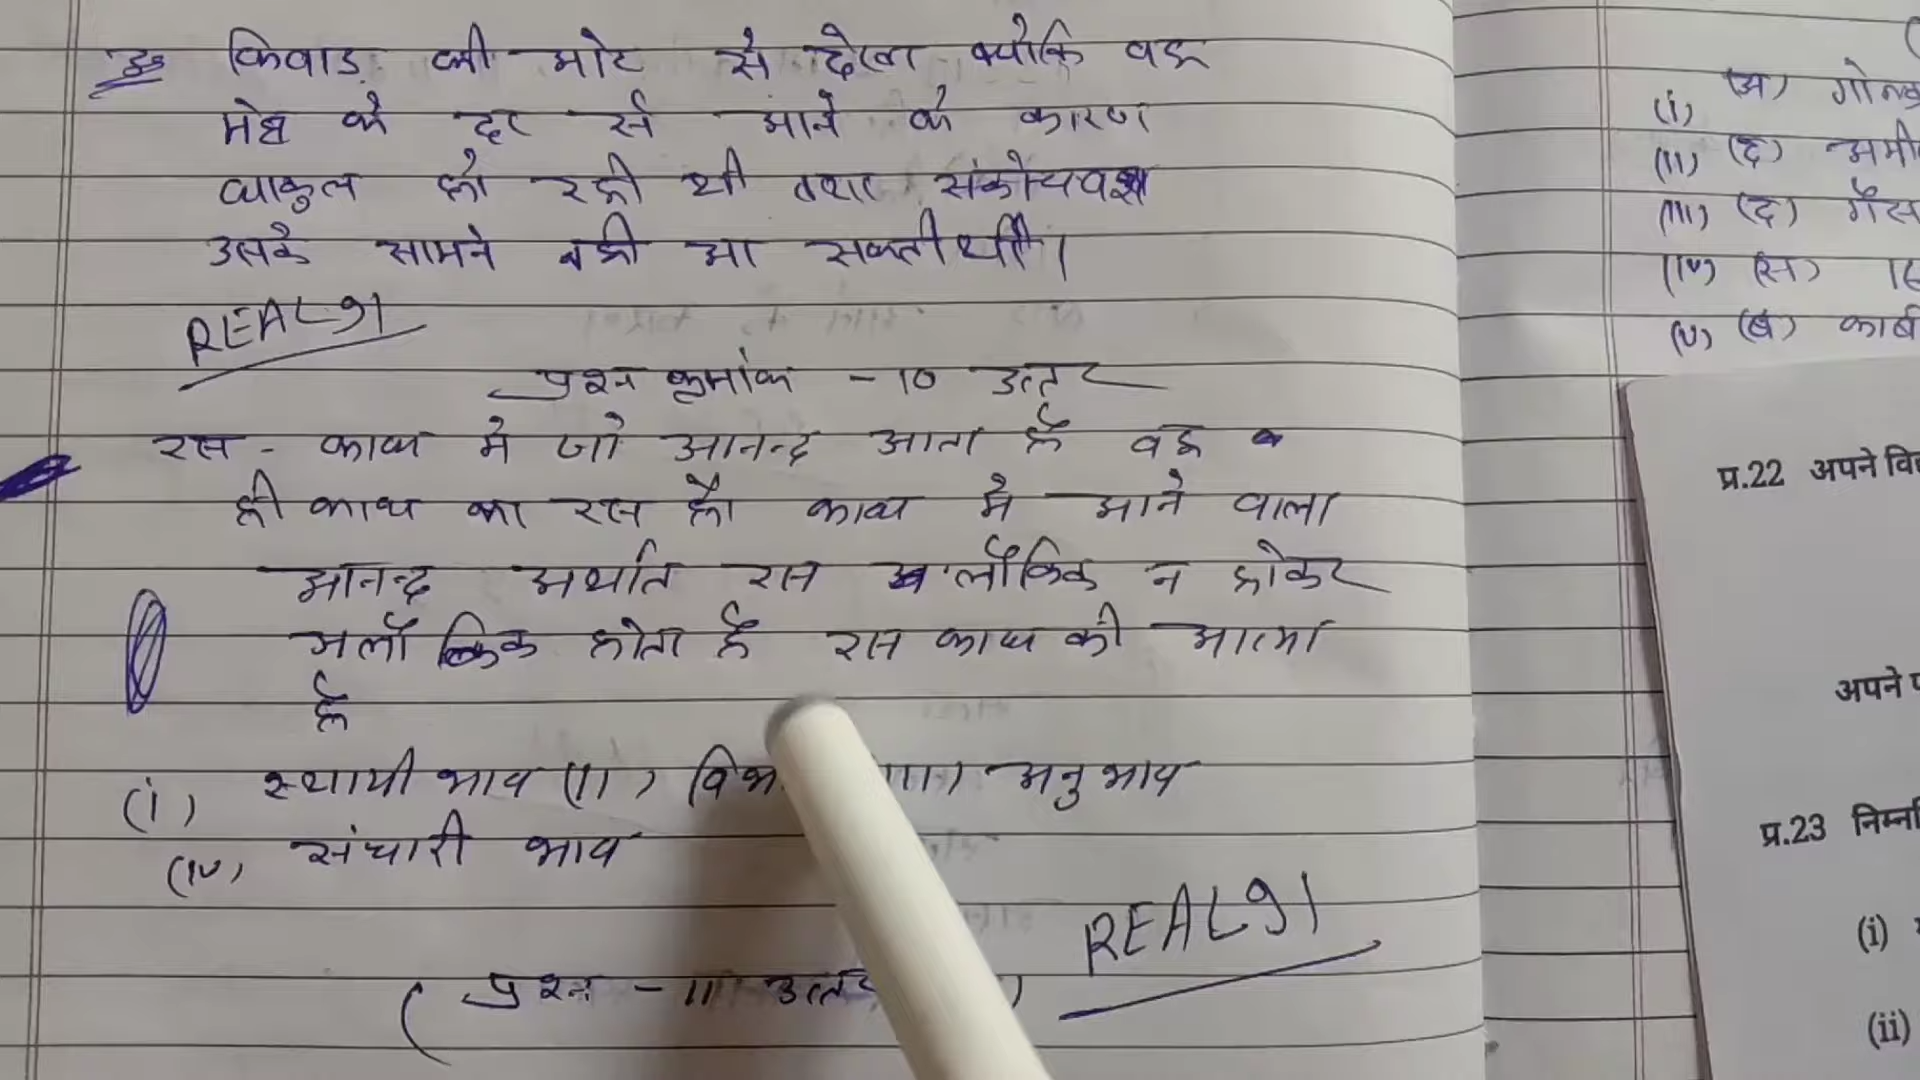 उ॰ किवाड़ की ओट से देखा क्योंकि वह
मेघ के देर से आने के कारण
व्याकुल हो रही थी तथा संकोचवश
उसके सामने नही आ सकती थी।
REAL91
प्रश्न क्रमांक - 10 उत्तर
रस - काव्य मे जो आनन्द आता है वह
ही काव्य का रस है। काव्य मे आने वाला
आनन्द अर्थात रस लौकिक न होकर
अलौकिक होता है रस काव्य की आत्मा
है
(i) स्थायी भाव (II) अनुभाव
(IV) संचारी भाव
REAL91
(प्रश्न - 11 उत्तर)
(i) (अ)
(II) (द)
(III) (द) गैस
(IV) (स)
(V) (ब)
प्र.22 अपने
अपने
प्र.23
(i)
(ii)